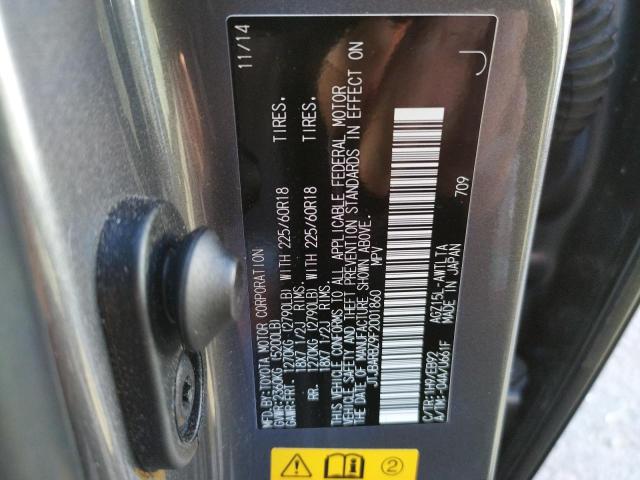 MFD.BY:TOYOTA MOTOR CORPORATION 11/14
GVWR:2360KG (5200LB)
GAWR:FRT. 1270KG (2790LB) WITH 225/60R18 TIRES,
18X7 1/2J RIMS.
RR. 1270KG (2790LB) WITH 225/60R18 TIRES,
18X7 1/2J RIMS.
THIS VEHICLE CONFORMS TO ALL APPLICABLE FEDERAL MOTOR
VEHICLE SAFETY AND THEFT PREVENTION STANDARDS IN EFFECT ON
THE DATE OF MANUFACTURE SHOWN ABOVE.
JTJBARBZ9F2001860 MPV
C/TR:1H9/EB92 AGZ15L-AWTLTA
A/TM:-04A/U661F MADE IN JAPAN 709
J
2